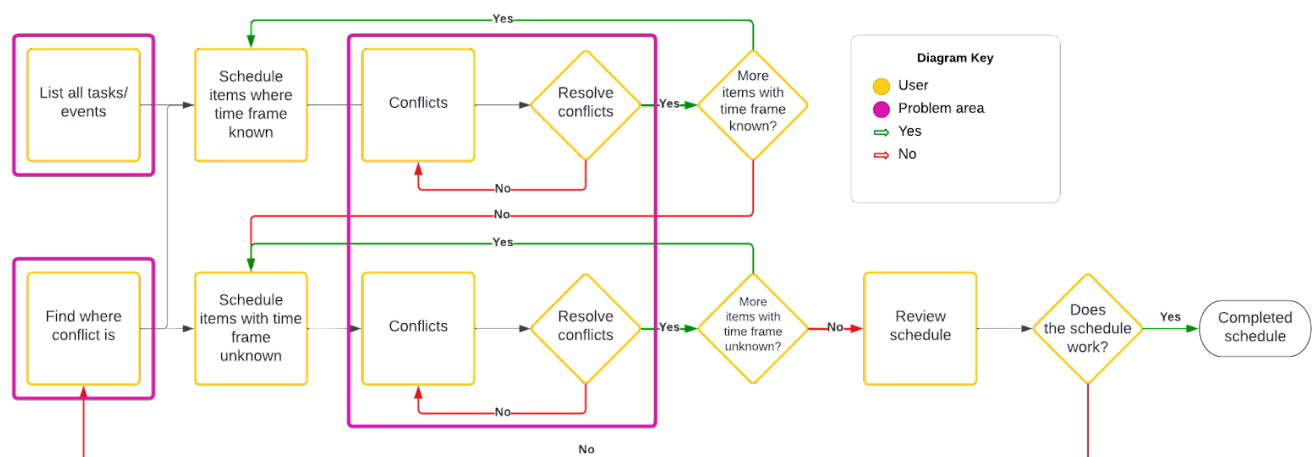 Yes
List all tasks/
events
Schedule
items where
time frame
known
Conflicts
Resolve
conflicts
Yes
More
items with
time frame
known?
No
No
Diagram Key
User
Problem area
Yes
No
Yes
Find where
conflict is
Schedule
items with time
frame
unknown
Conflicts
Resolve
conflicts
Yes
More
items with
time frame
unknown?
No
Review
schedule
Does
the schedule
work?
Yes
Completed
schedule
No
No